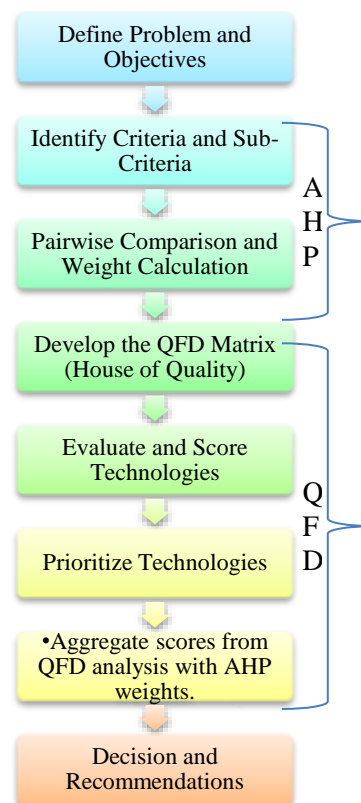 Define Problem and
Objectives
Identify Criteria and Sub-
Criteria
Pairwise Comparison and
Weight Calculation
A
H
P
Develop the QFD Matrix
(House of Quality)
Evaluate and Score
Technologies
Prioritize Technologies
•Aggregate scores from
QFD analysis with AHP
weights.
Q
F
D
Decision and
Recommendations